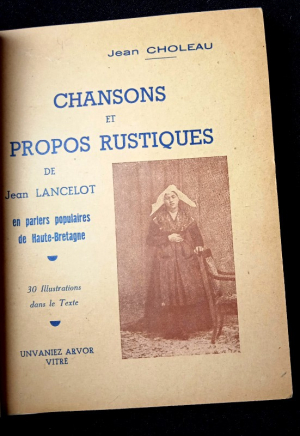 Jean CHOLEAU
CHANSONS
ET
PROPOS RUSTIQUES
DE
Jean LANCELOT
en parlers populaires
de Haute-Bretagne
30 Illustrations
dans le Texte
UNVANIEZ ARVOR
VITRÉ